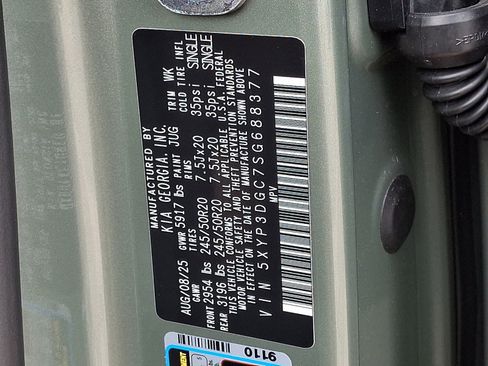 MANUFACTURED BY
KIA GEORGIA. INC.
AUG/08/25 GVWR 5917 lbs PAINT JUG TRIM WK
GAWR TIRES RIMS COLD TIRE INFL
FRONT 2954 lbs 245/50R20 7.5Jx20 35psi SINGLE
REAR 3196 lbs 245/50R20 7.5Jx20 35psi SINGLE
THIS VEHICLE CONFORMS TO ALL APPLICABLE U.S.A. FEDERAL
MOTOR VEHICLE SAFETY STANDARDS
IN EFFECT ON THE DATE OF MANUFACTURE SHOWN ABOVE
VIN 5XYP3DGC7SG688377
MPV
9110